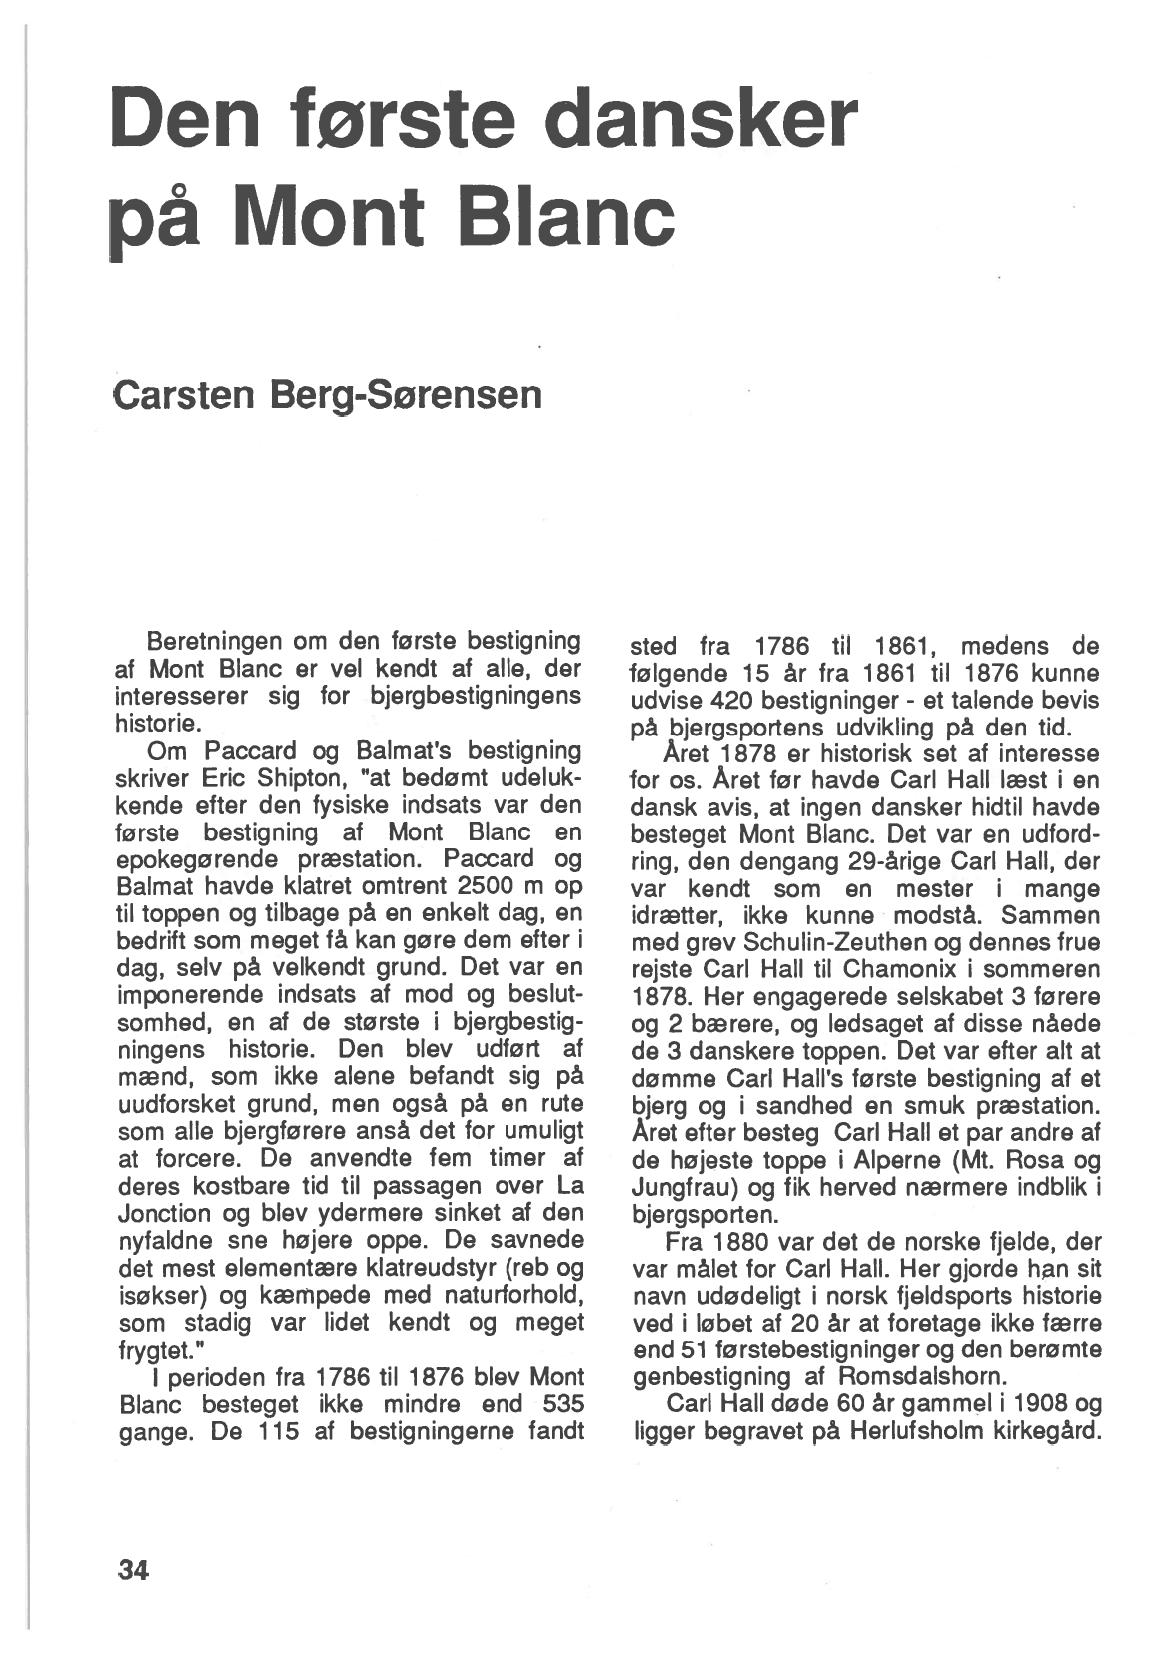 Den første dansker
på Mont Blanc
Carsten Berg-Sørensen
Beretningen om den første bestigning
af Mont Blanc er vel kendt af alle, der
interesserer sig for bjergbestigningens
historie.
Om Paccard og Balmat's bestigning
skriver Eric Shipton, "at bedømt udeluk-
kende efter den fysiske indsats var den
første bestigning af Mont Blanc en
epokegørende præstation. Paccard og
Balmat havde klatret omtrent 2500 m op
til toppen og tilbage på en enkelt dag, en
bedrift som meget få kan gøre dem efter i
dag, selv på velkendt grund. Det var en
imponerende indsats af mod og beslut-
somhed, en af de største i bjergbestig-
ningens historie. Den blev udført af
mænd, som ikke alene befandt sig på
uudforsket grund, men også på en rute
som alle bjergførere anså det for umuligt
at forcere. De anvendte fem timer af
deres kostbare tid til passagen over La
Jonction og blev ydermere sinket af den
nyfaldne sne højere oppe. De savnede
det mest elementære klatreudstyr (reb og
isøkser) og kæmpede med naturforhold,
som stadig var lidet kendt og meget
frygtet."
I perioden fra 1786 til 1876 blev Mont
Blanc besteget ikke mindre end 535
gange. De 115 af bestigningerne fandt
sted fra 1786 til 1861, medens de
følgende 15 år fra 1861 til 1876 kunne
udvise 420 bestigninger - et talende bevis
på bjergsportens udvikling på den tid.
Året 1878 er historisk set af interesse
for os. Året før havde Carl Hall læst i en
dansk avis, at ingen dansker hidtil havde
besteget Mont Blanc. Det var en udford-
ring, den dengang 29-årige Carl Hall, der
var kendt som en mester i mange
idrætter, ikke kunne modstå. Sammen
med grev Schulin-Zeuthen og dennes frue
rejste Carl Hall til Chamonix i sommeren
1878. Her engagerede selskabet 3 førere
og 2 bærere, og ledsaget af disse nåede
de 3 danskere toppen. Det var efter alt at
dømme Carl Hall's første bestigning af et
bjerg og i sandhed en smuk præstation.
Året efter besteg Carl Hall et par andre af
de højeste toppe i Alperne (Mt. Rosa og
Jungfrau) og fik herved nærmere indblik i
bjergsporten.
Fra 1880 var det de norske fjelde, der
var målet for Carl Hall. Her gjorde han sit
navn udødeligt i norsk fjeldsports historie
ved i løbet af 20 år at foretage ikke færre
end 51 førstebestigninger og den berømte
genbestigning af Romsdalshorn.
Carl Hall døde 60 år gammel i 1908 og
ligger begravet på Herlufsholm kirkegård.
34